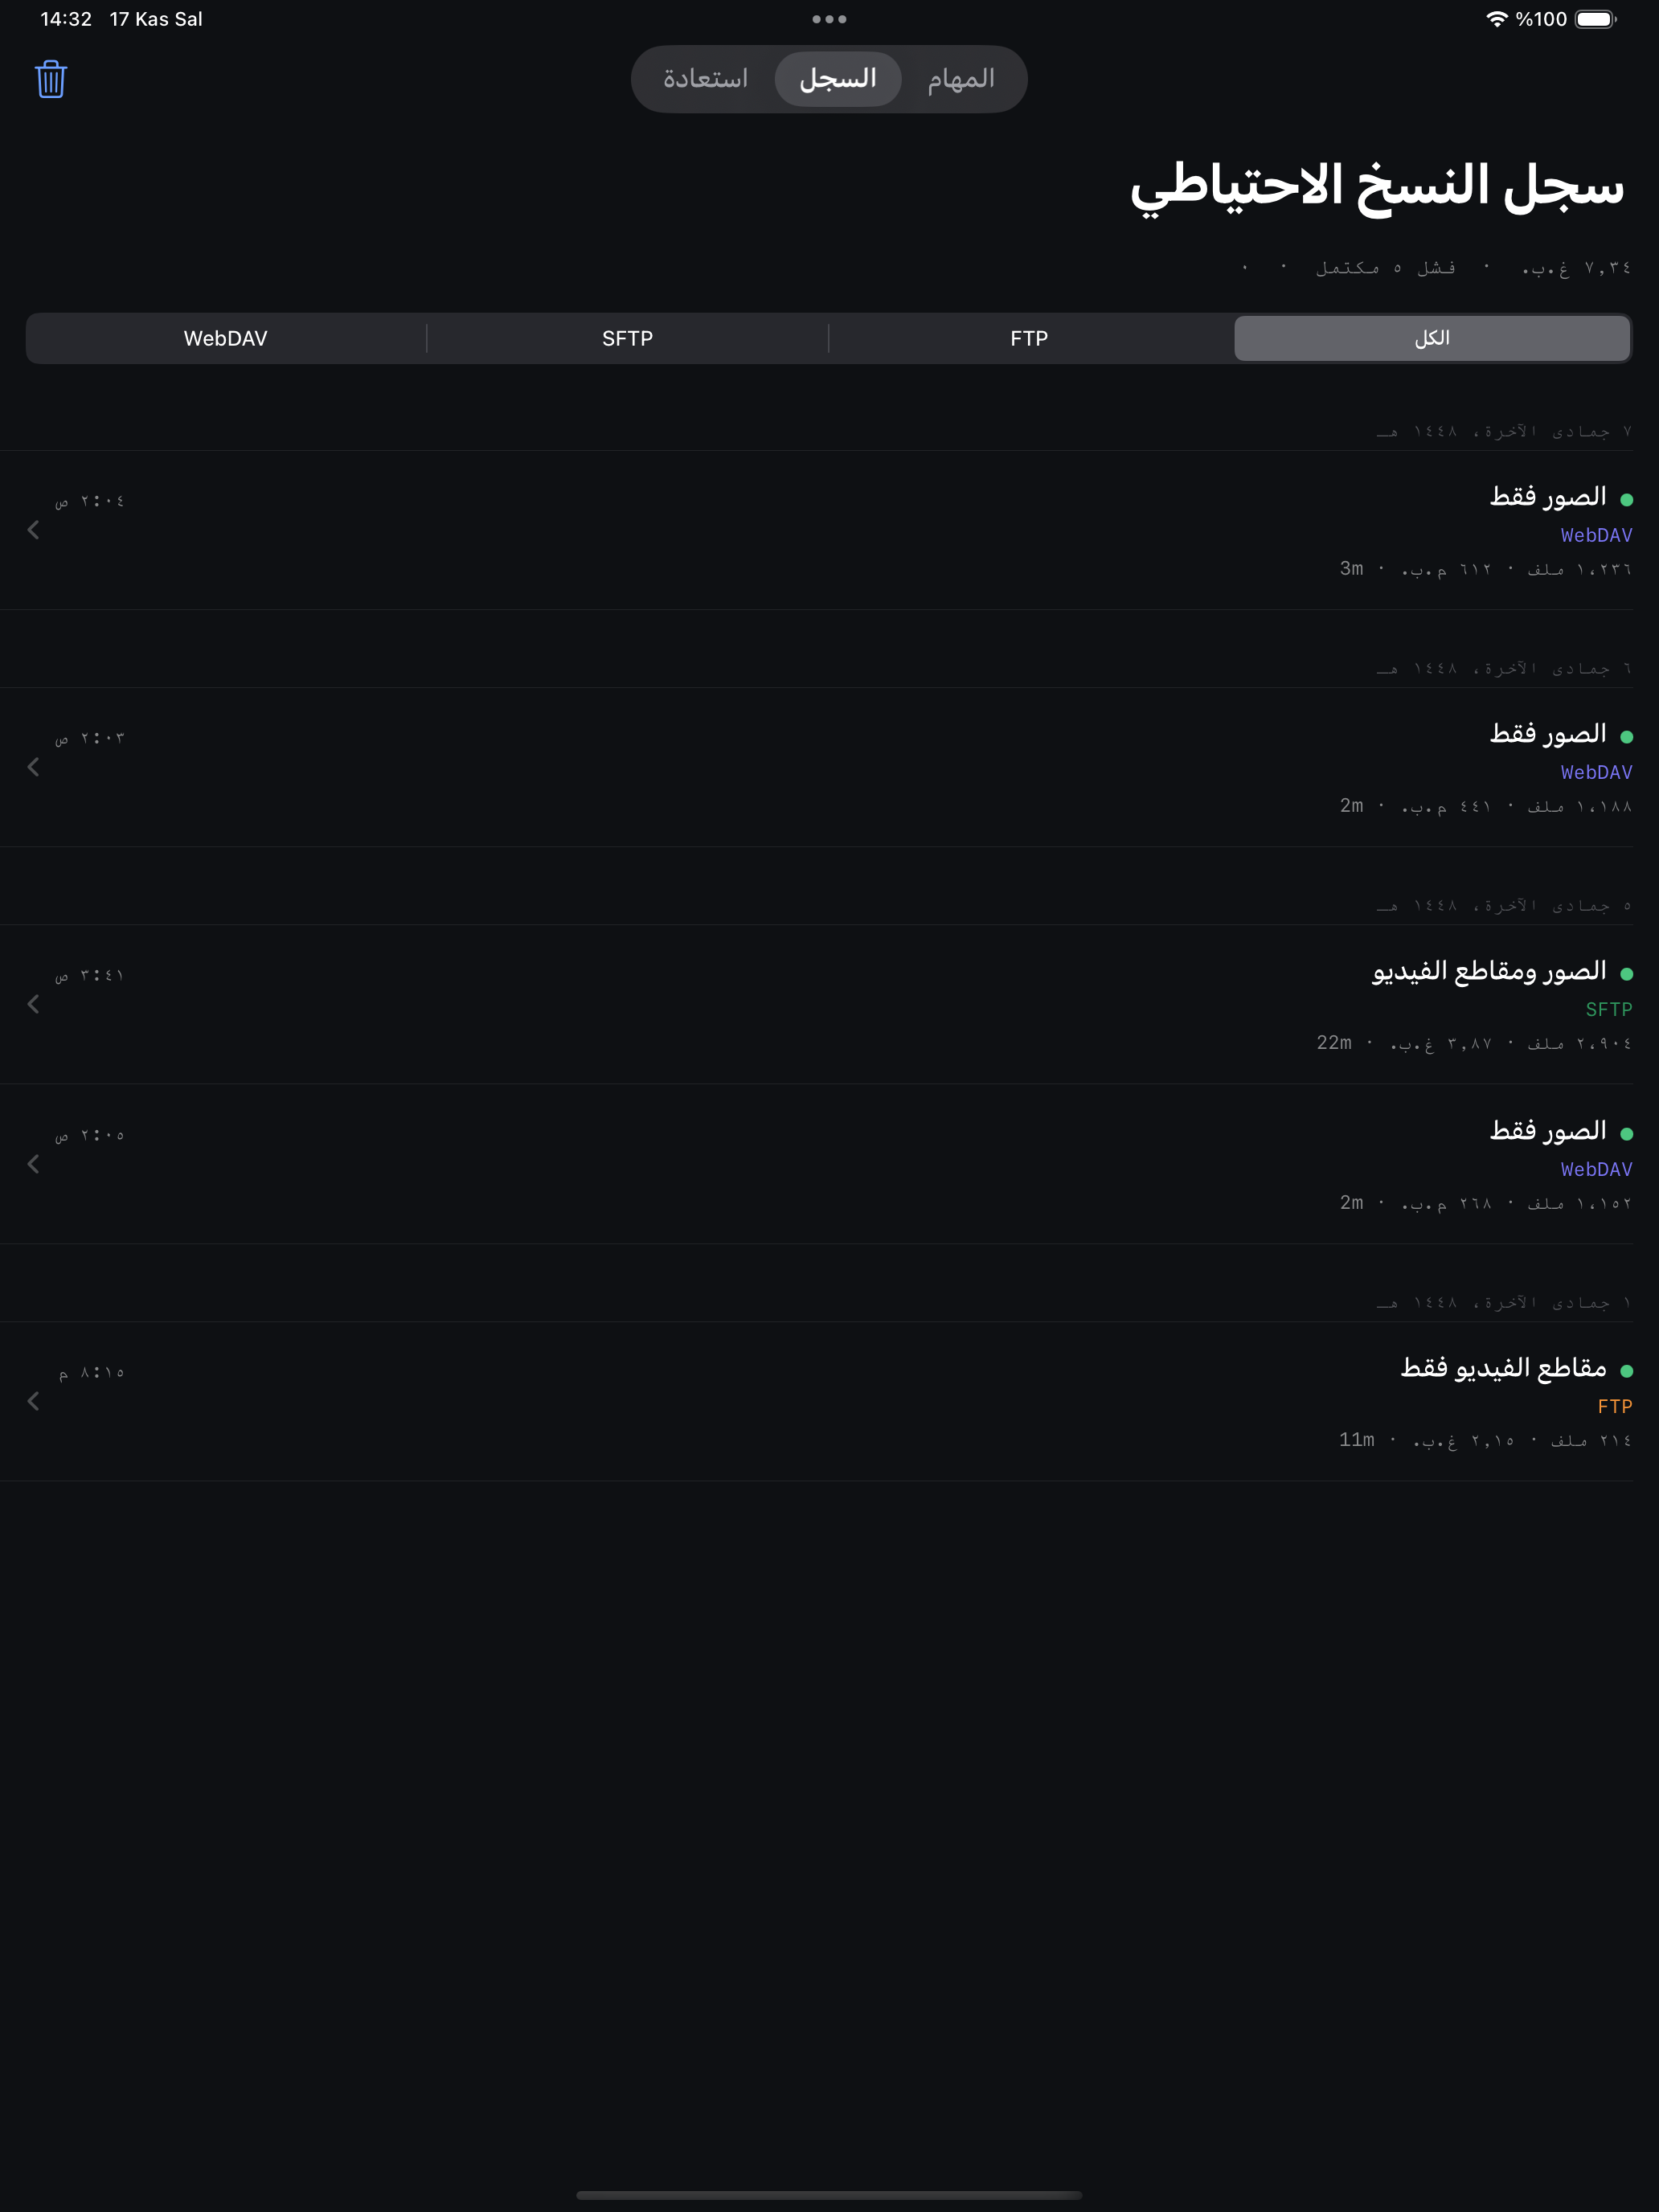 14:32 17 Kas Sal %100
المهام السجل استعادة
سجل النسخ الاحتياطي
٧,٣٤ غ.ب. · فشل ٥ مكتمل · ٠
الكل FTP SFTP WebDAV
٧ جمادى الآخرة، ١٤٤٨ هـ
الصور فقط ٢:٠٤ ص
WebDAV
١،٢٣٦ ملف · ٦١٢ م.ب. · 3m
٦ جمادى الآخرة، ١٤٤٨ هـ
الصور فقط ٢:٠٣ ص
WebDAV
١،١٨٨ ملف · ٤٤١ م.ب. · 2m
٥ جمادى الآخرة، ١٤٤٨ هـ
الصور ومقاطع الفيديو ٣:٤١ ص
SFTP
٢،٩٠٤ ملف · ٣,٨٧ غ.ب. · 22m
الصور فقط ٢:٠٥ ص
WebDAV
١،١٥٢ ملف · ٢٦٨ م.ب. · 2m
١ جمادى الآخرة، ١٤٤٨ هـ
مقاطع الفيديو فقط ٨:١٥ م
FTP
٢١٤ ملف · ٢,١٥ غ.ب. · 11m